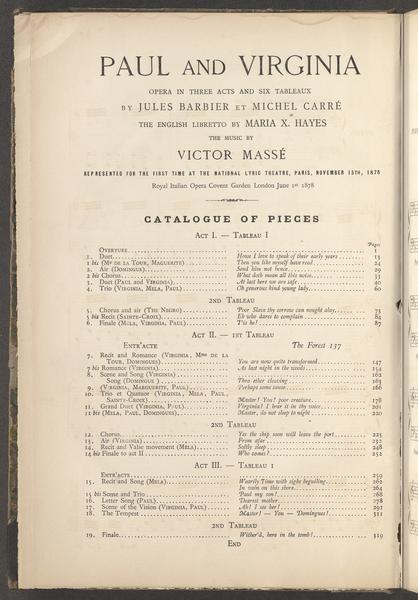 PAUL AND VIRGINIA
OPERA IN THREE ACTS AND SIX TABLEAUX
BY JULES BARBIER ET MICHEL CARRÉ
THE ENGLISH LIBRETTO BY MARIA X. HAYES
THE MUSIC BY
VICTOR MASSÉ
REPRESENTED FOR THE FIRST TIME AT THE NATIONAL LYRIC THEATRE, PARIS, NOVEMBER 15TH, 1876
Royal Italian Opera Covent Garden London June 1st 1878
CATALOGUE OF PIECES
ACT I. — TABLEAU I
Pages
OVERTURE 1
1. Duet Home I love to speak of their early years 15
1 bis (Me DE LA TOUR, MAGUERITE) Then you like myself have read 24
2. Air (DOMINGUE) Send him not hence 29
2 bis Chorus What doth mean all this noise 33
3. Duet (PAUL and VIRGINIA) At last here we are safe 40
4. Trio (VIRGINIA, MELA, PAUL) Oh generous kind young lady 60
2ND TABLEAU
5. Chorus and air (THE NEGRO) Poor Slave thy sorrow can nought alay 75
5 bis Recit (SAINTE-CROIX) Eh who dares to complain 84
6. Finale (MELA, VIRGINIA, PAUL) 'Tis he! 87
ACT II. — 1ST TABLEAU
ENTR'ACTE The Forest 137
7. Recit and Romance (VIRGINIA, Mme DE LA
TOUR, DOMINGUES) You are now quite transformed 147
7 bis Romance (VIRGINIA) As last night in the woods 154
8. Scene and Song (VIRGINIA) 162
Song (DOMINGUE) Thro ether cleaving 163
9. (VIRGINIA, MARGUERITE, PAUL) Perhaps some cause 166
10. Trio et Quatuor (VIRGINIA, MELA, PAUL,
SAINTE-CROIX) Master! You! poor creature 178
11. Grand Duet (VIRGINIA, PAUL) Virginia! I hear it in thy voice 201
11 bis (MELA, PAUL, DOMINGUES) Master, do not sleep to night 220
2ND TABLEAU
12. Chorus Yes the ship soon will leave the port 225
13. Air (VIRGINIA) From afar 232
14. Recit and Value movement (MELA) Softly sleep 248
14 bis Finale to act II Who comes? 252
ACT III. — TABLEAU 1
ENTR'ACTE 259
15. Recit and Song (MELA) Wearily Time with sighs beguiling 262
In vain on this shore 264
15 bis Scene and Trio Paul my son! 268
16. Letter Song (PAUL) Dearest mother 278
17. Scene of the Vision (VIRGINIA, PAUL) Ah! I see her! 291
18. The Tempest Master! — You — Domingues! 311
2ND TABLEAU
19. Finale Wither'd, here in the tomb! 319
END